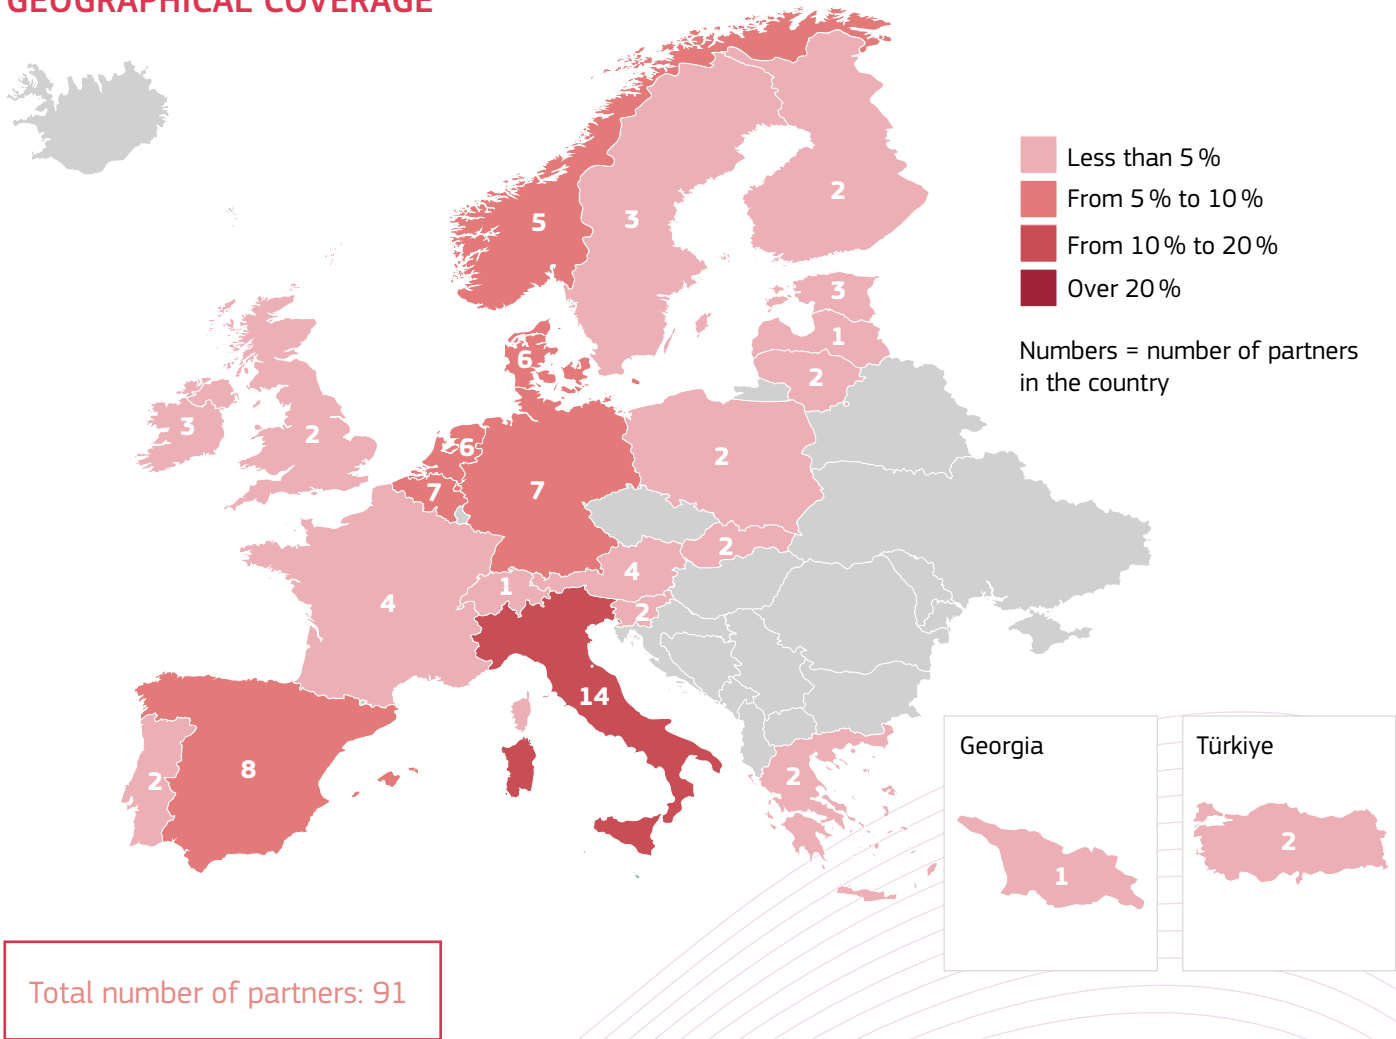 GEOGRAPHICAL COVERAGE
Less than 5 %
From 5 % to 10 %
From 10 % to 20 %
Over 20 %
Numbers = number of partners
in the country
2
5
3
3
1
6
2
3
2
6
2
7
7
2
4
1
4
2
14
8
2
2
Georgia
1
Türkiye
2
Total number of partners: 91